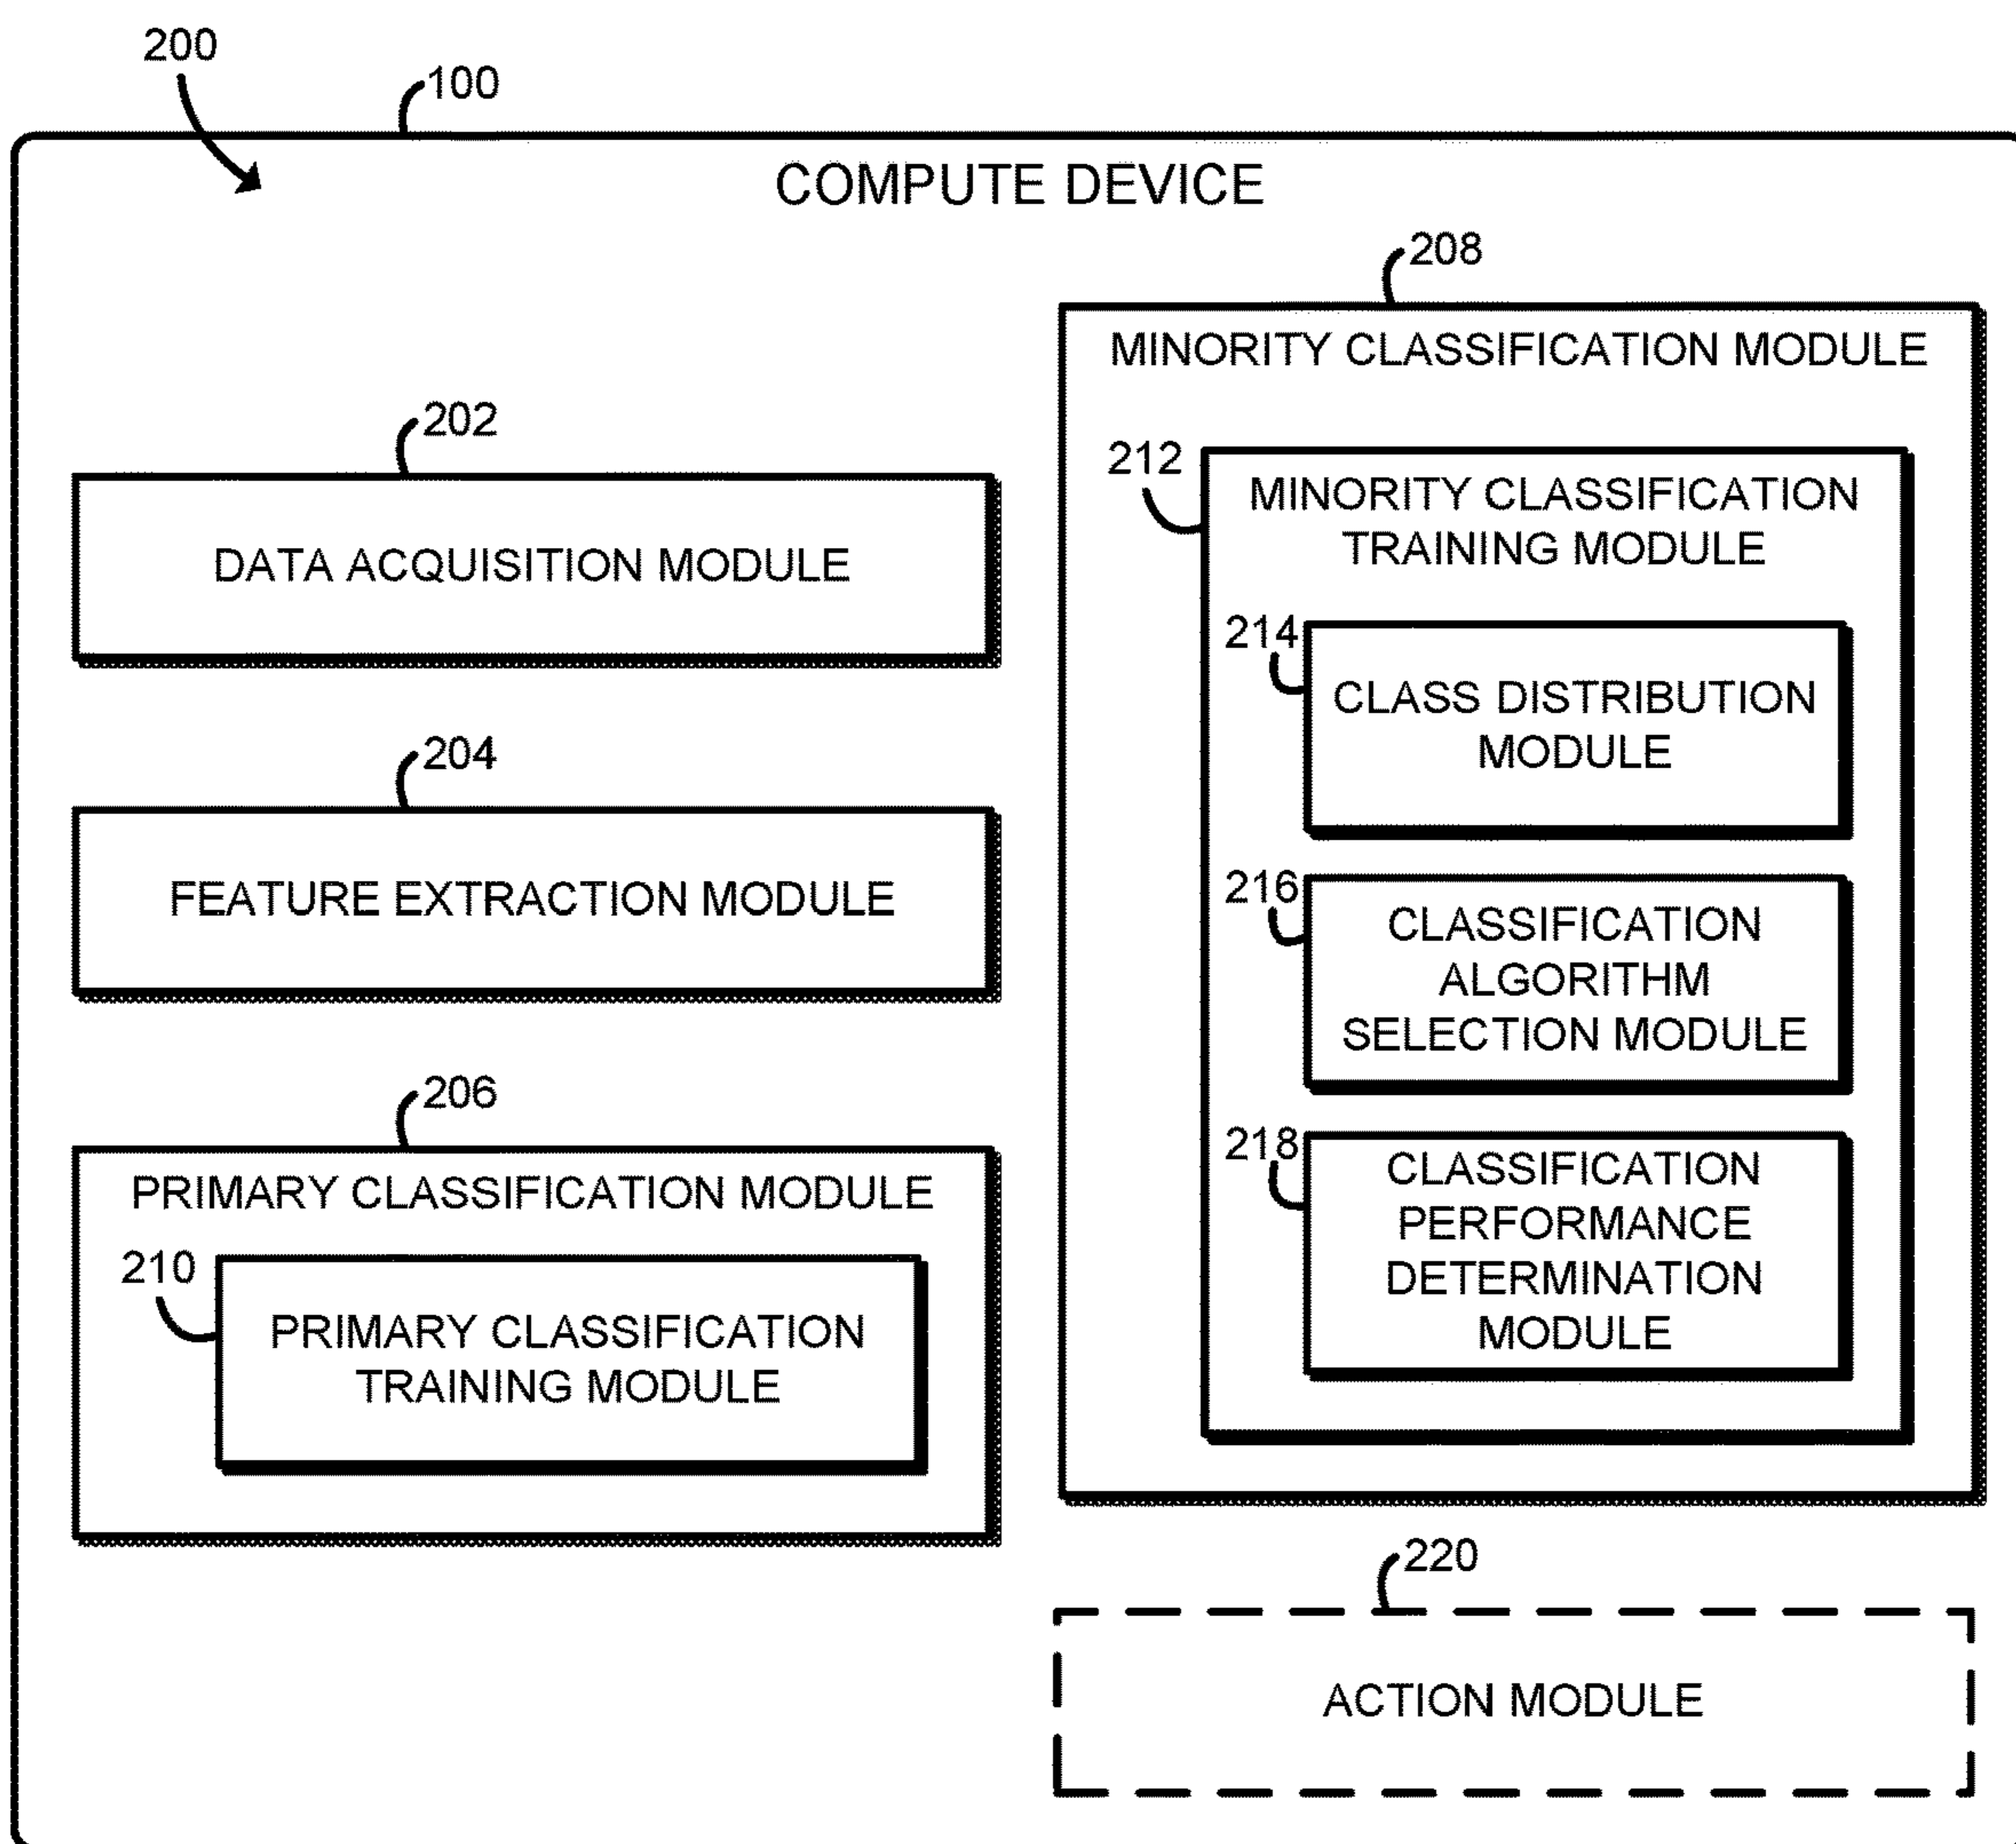 200
100
COMPUTE DEVICE
202
DATA ACQUISITION MODULE
204
FEATURE EXTRACTION MODULE
206
PRIMARY CLASSIFICATION MODULE
210
PRIMARY CLASSIFICATION
TRAINING MODULE
208
MINORITY CLASSIFICATION MODULE
212
MINORITY CLASSIFICATION
TRAINING MODULE
214
CLASS DISTRIBUTION
MODULE
216
CLASSIFICATION
ALGORITHM
SELECTION MODULE
218
CLASSIFICATION
PERFORMANCE
DETERMINATION
MODULE
220
ACTION MODULE